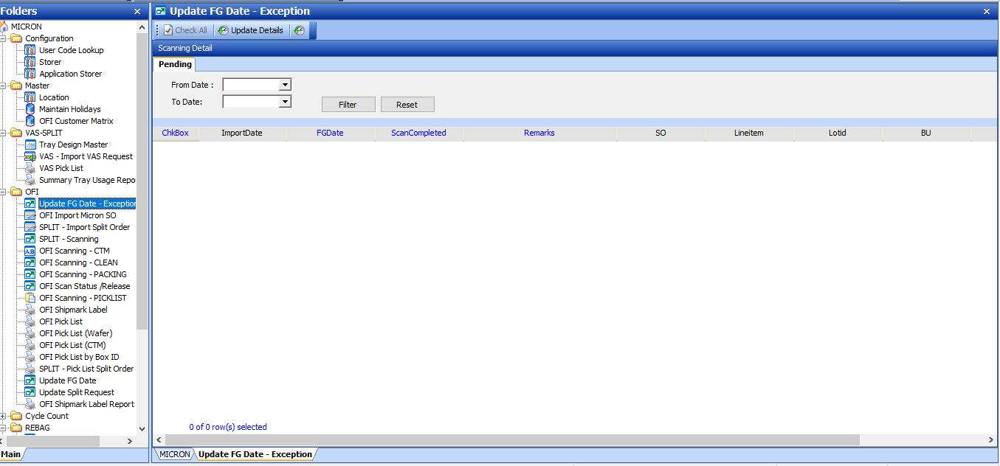 Folders
MICRON
Configuration
User Code Lookup
Storer
Application Storer
Master
Location
Maintain Holidays
OFI Customer Matrix
VAS-SPLIT
Tray Design Master
VAS - Import VAS Request
VAS Pick List
Summary Tray Usage Repo
OFI
Update FG Date - Exception
OFI Import Micron SO
SPLIT - Import Split Order
SPLIT - Scanning
OFI Scanning - CTM
OFI Scanning - CLEAN
OFI Scanning - PACKING
OFI Scan Status /Release
OFI Scanning - PICKLIST
OFI Shipmark Label
OFI Pick List
OFI Pick List (Wafer)
OFI Pick List (CTM)
OFI Pick List by Box ID
SPLIT - Pick List Split Order
Update FG Date
Update Split Request
OFI Shipmark Label Report
Cycle Count
REBAG
Main
Update FG Date - Exception
Check All Update Details
Scanning Detail
Pending
From Date :
To Date: Filter Reset
ChkBox ImportDate FGDate ScanCompleted Remarks SO Lineitem Lotid BU
0 of 0 row(s) selected
MICRON Update FG Date - Exception